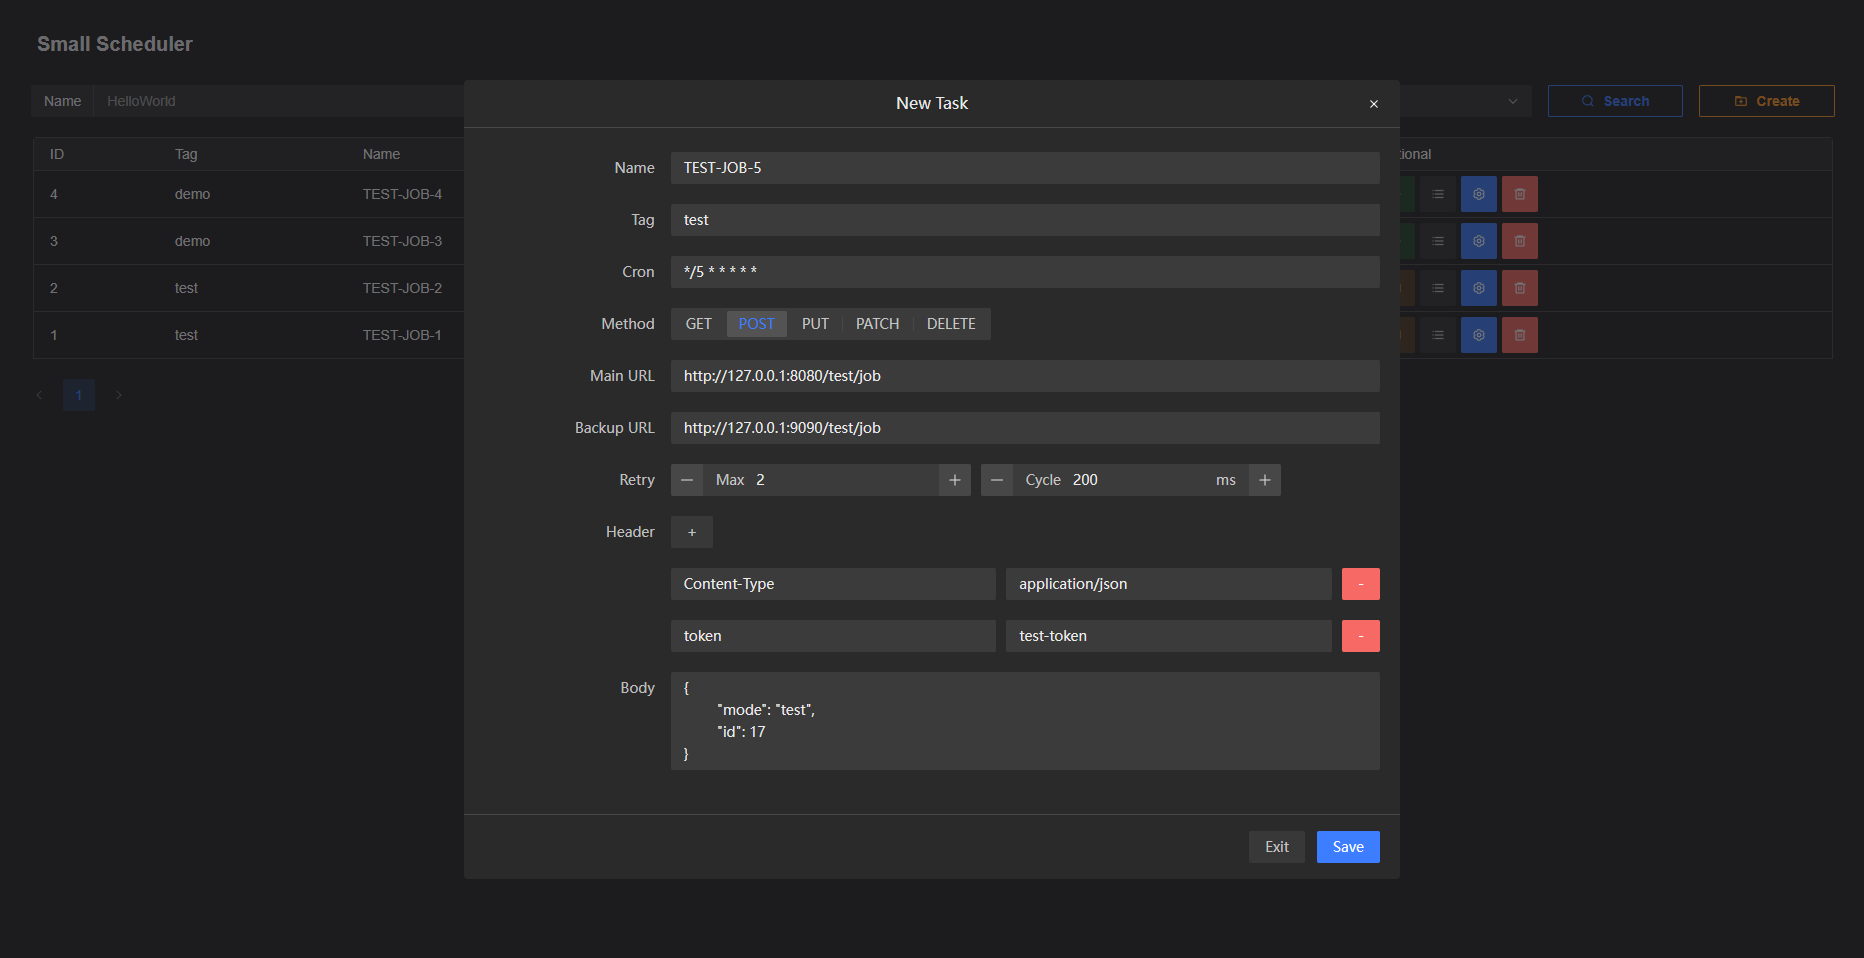 Small Scheduler
Name HelloWorld
Search
Create
ID Tag Name
4 demo TEST-JOB-4
3 demo TEST-JOB-3
2 test TEST-JOB-2
1 test TEST-JOB-1
1
New Task
Name TEST-JOB-5
Tag test
Cron */5 * * * * *
Method GET POST PUT PATCH DELETE
Main URL http://127.0.0.1:8080/test/job
Backup URL http://127.0.0.1:9090/test/job
Retry Max 2 Cycle 200 ms
Header +
Content-Type application/json -
token test-token -
Body {
"mode": "test",
"id": 17
}
Exit Save